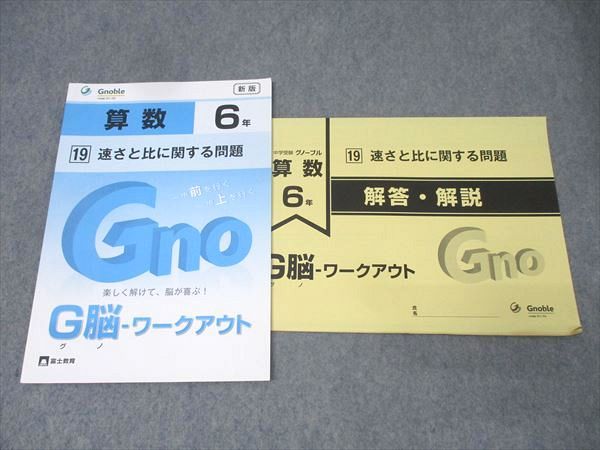 Gnoble
新版
算数 6年
19 速さと比に関する問題
一歩前を行く
一歩上を行く
Gno
楽しく解けて、脳が喜ぶ!
G脳-ワークアウト
グ ノ
富士教育
中学受験 グノーブル
算数
6年
19 速さと比に関する問題
解答・解説
G脳-ワークアウト
グ ノ
Gno
氏名
Gnoble